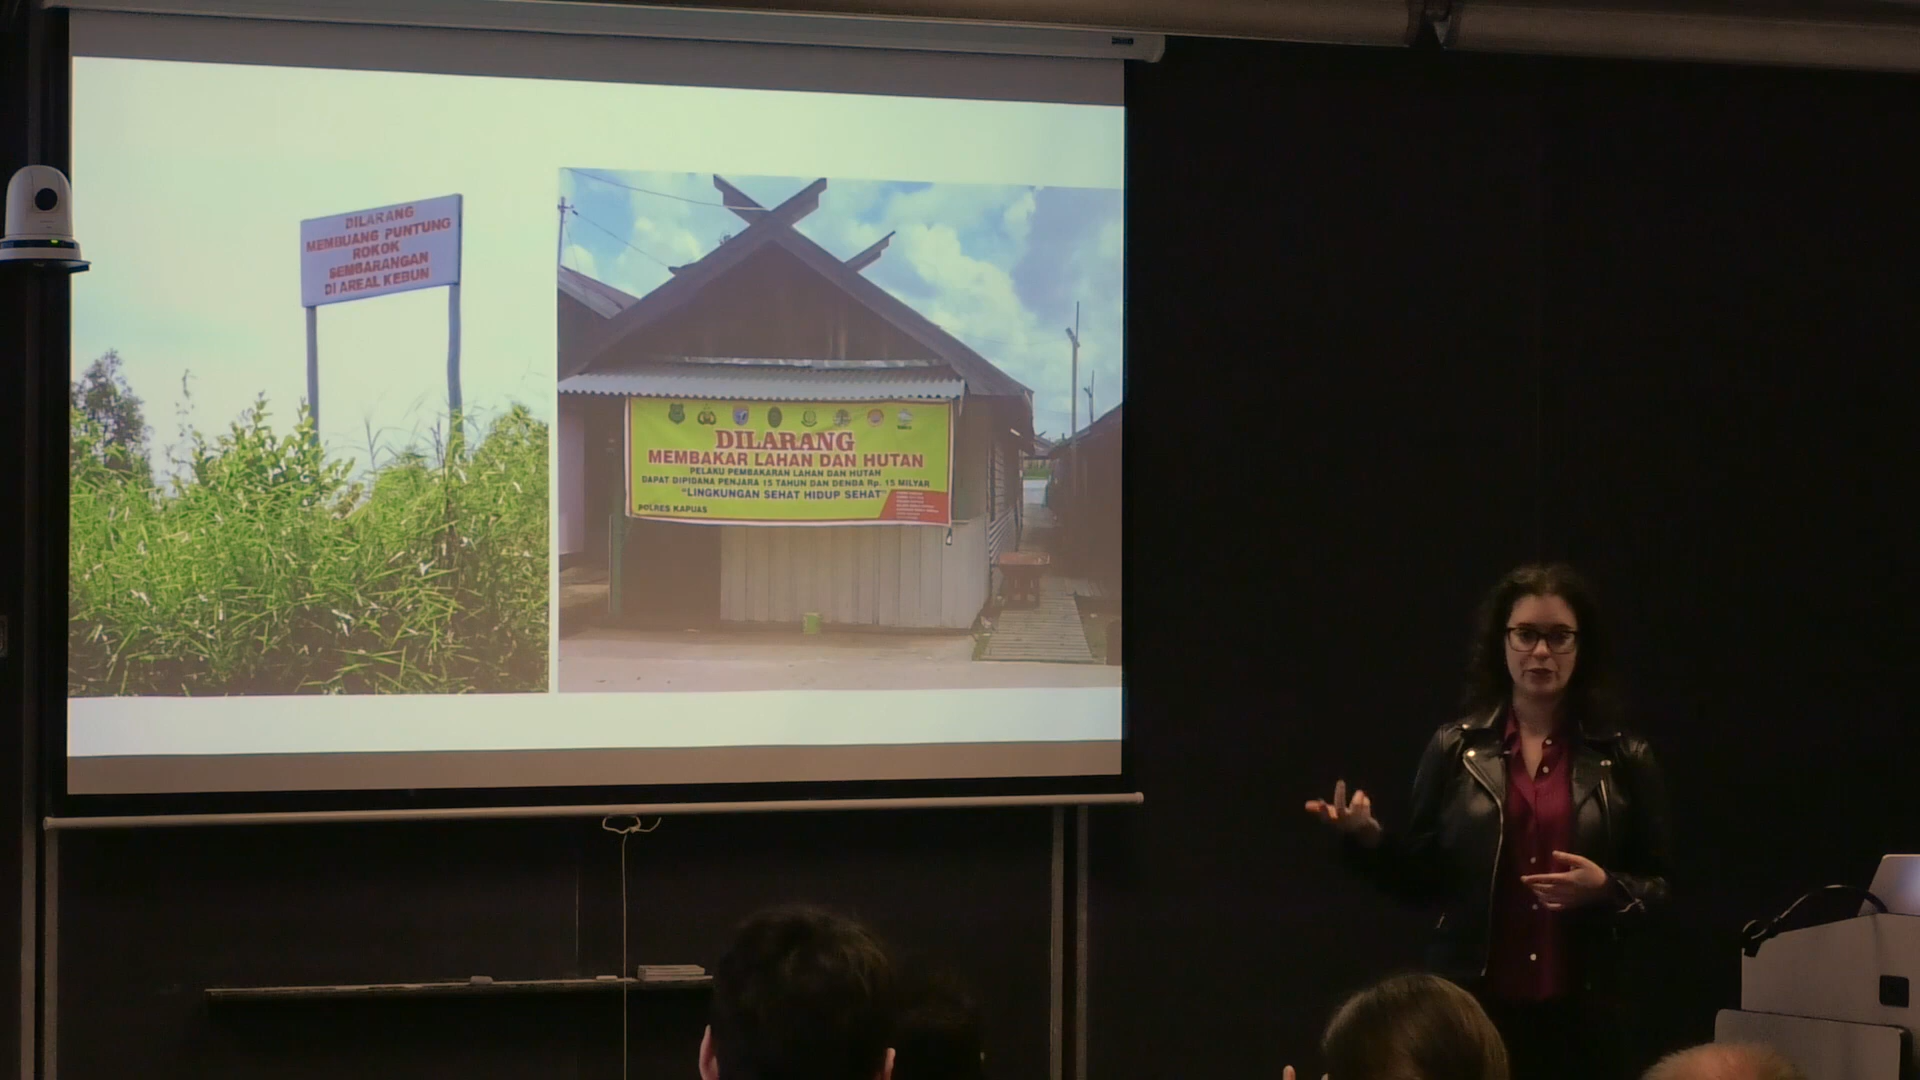 DILARANG
MEMBUANG PUNTUNG
ROKOK
SEMBARANGAN
DI AREAL KEBUN
DILARANG
MEMBAKAR LAHAN DAN HUTAN
PELAKU PEMBAKARAN LAHAN DAN HUTAN
DAPAT DIPIDANA PENJARA 15 TAHUN DAN DENDA Rp. 15 MILYAR
"LINGKUNGAN SEHAT HIDUP SEHAT"
POLRES KAPUAS